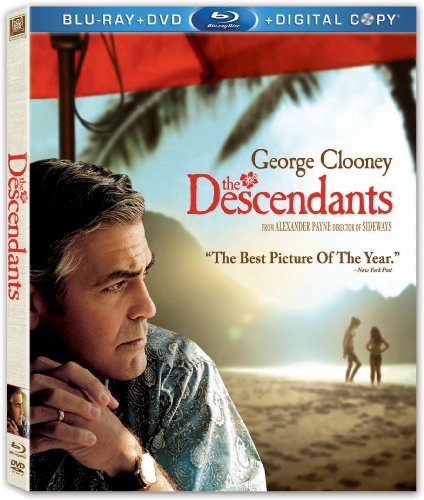 BLU-RAY+DVD Blu-ray Disc +DIGITAL COPY
George Clooney
the Descendants
FROM ALEXANDER PAYNE DIRECTOR OF SIDEWAYS
"The Best Picture Of The Year."
–New York Post
the Descendants
DVD